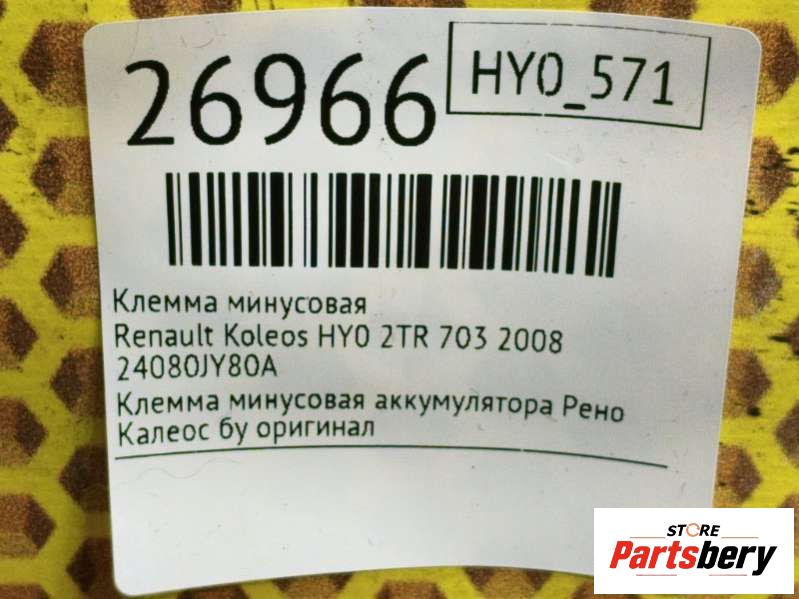 26966
HY0_571
Клемма минусовая
Renault Koleos HY0 2TR 703 2008
24080JY80A
Клемма минусовая аккумулятора Рено
Калеос бу оригинал
STORE
Partsbery